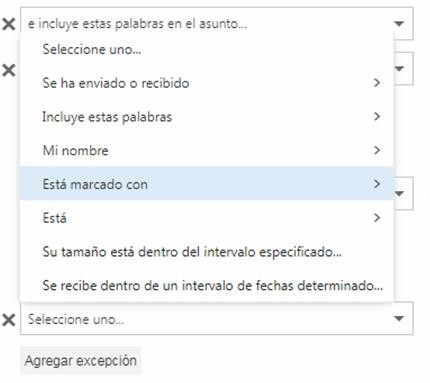 e incluye estas palabras en el asunto...
Seleccione uno...
Se ha enviado o recibido
Incluye estas palabras
Mi nombre
Está marcado con
Está
Su tamaño está dentro del intervalo especificado...
Se recibe dentro de un intervalo de fechas determinado...
Seleccione uno...
Agregar excepción